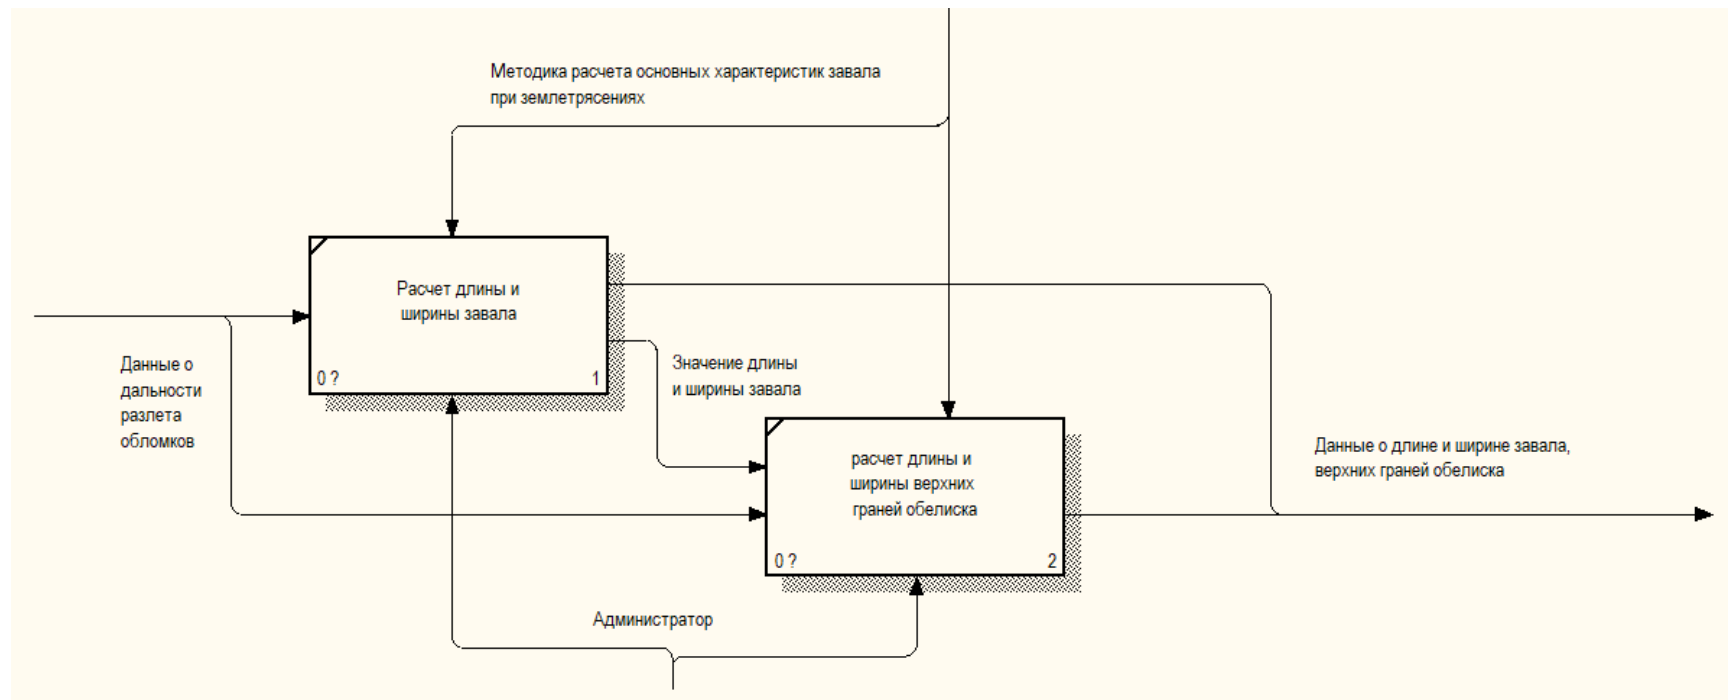 Методика расчета основных характеристик завала
при землетрясениях
Расчет длины и
ширины завала
0 ?
1
Данные о
дальности
разлета
обломков
Значение длины
и ширины завала
расчет длины и
ширины верхних
граней обелиска
0 ?
2
Данные о длине и ширине завала,
верхних граней обелиска
Администратор